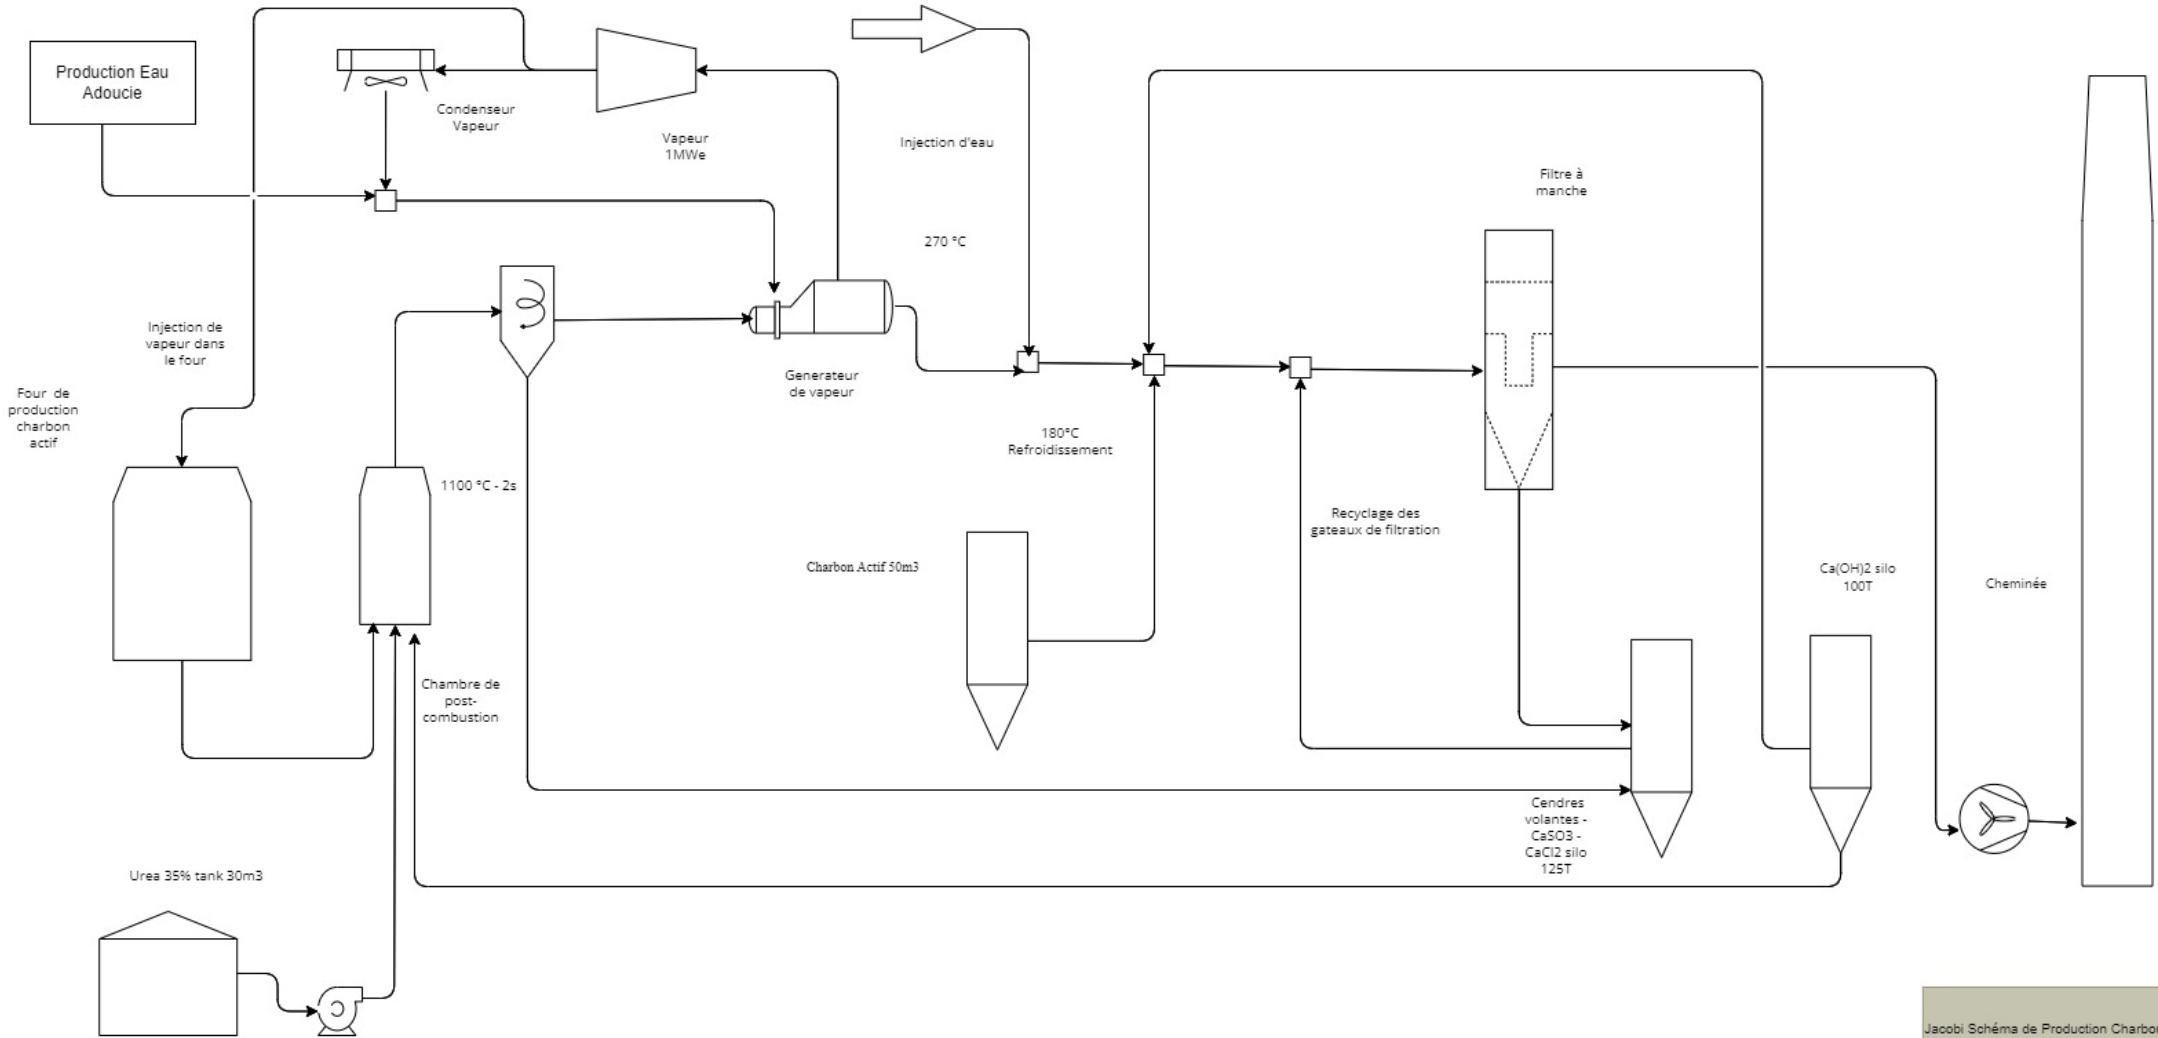 Production Eau
Adoucie
Condenseur
Vapeur
Vapeur
1MWe
Injection d'eau
Filtre à
manche
270 °C
Injection de
vapeur dans
le four
Generateur
de vapeur
Four de
production
charbon
actif
180°C
Refroidissement
1100 °C - 2s
Recyclage des
gateaux de filtration
Charbon Actif 50m3
Ca(OH)2 silo
100T
Cheminée
Chambre de
post-
combustion
Cendres
volantes -
CaSO3 -
CaCl2 silo
125T
Urea 35% tank 30m3
Jacobi Schéma de Production Charbon